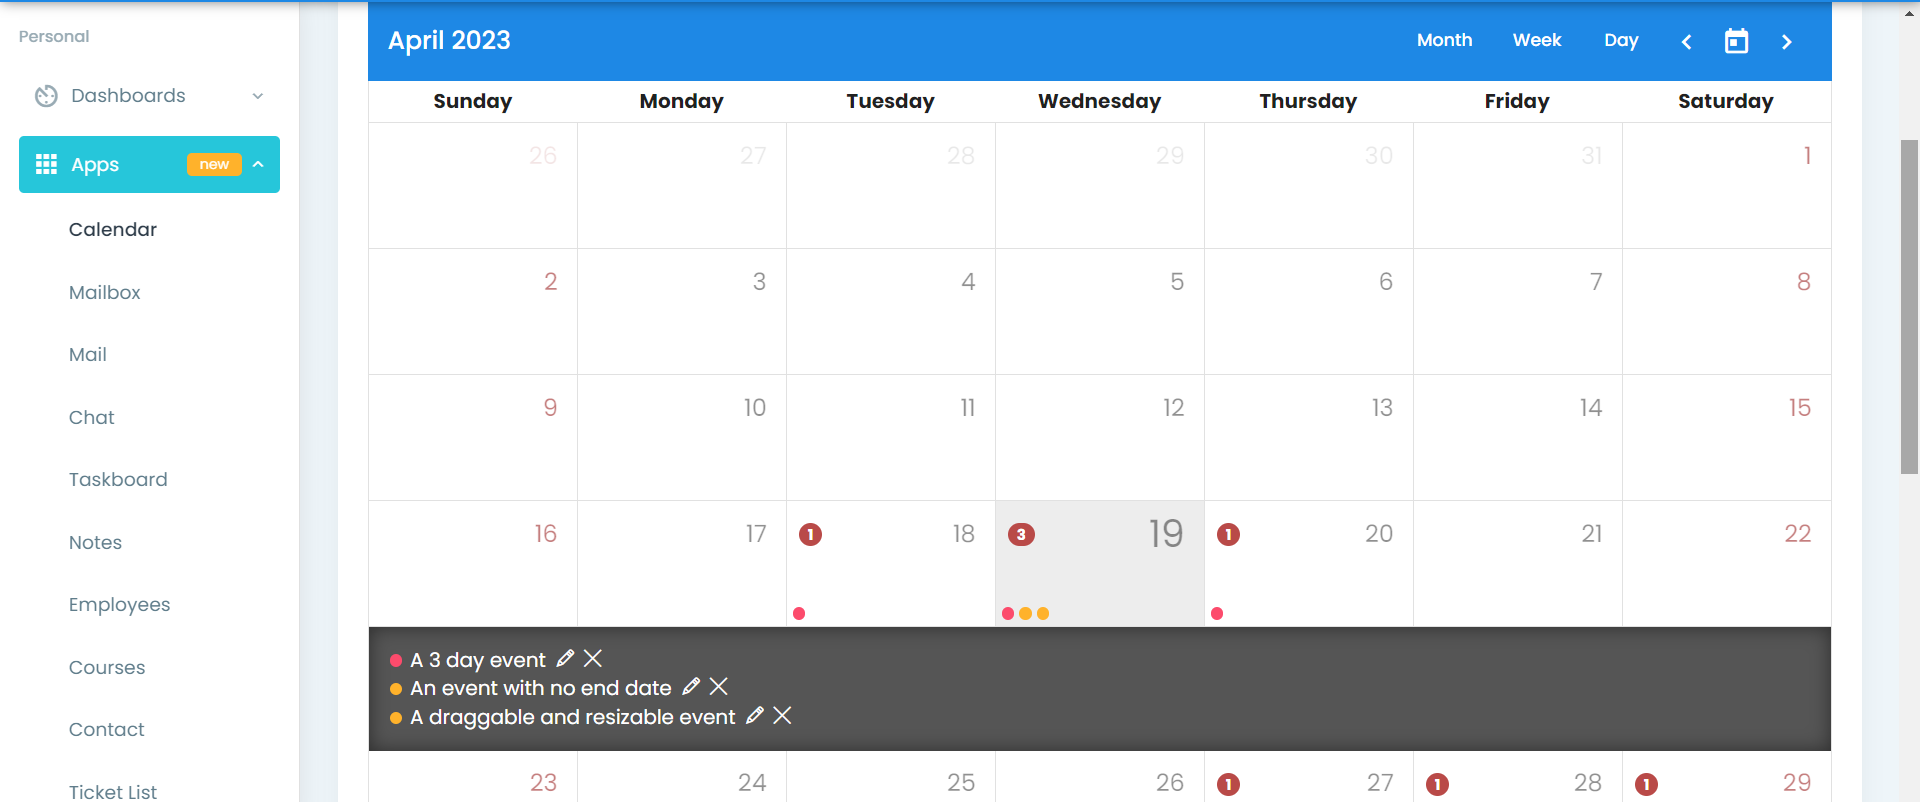 Personal
Dashboards
Apps new
Calendar
Mailbox
Mail
Chat
Taskboard
Notes
Employees
Courses
Contact
Ticket List
April 2023 Month Week Day
Sunday Monday Tuesday Wednesday Thursday Friday Saturday
26 27 28 29 30 31 1
2 3 4 5 6 7 8
9 10 11 12 13 14 15
16 17 1 18 3 19 1 20 21 22
A 3 day event
An event with no end date
A draggable and resizable event
23 24 25 26 1 27 1 28 1 29